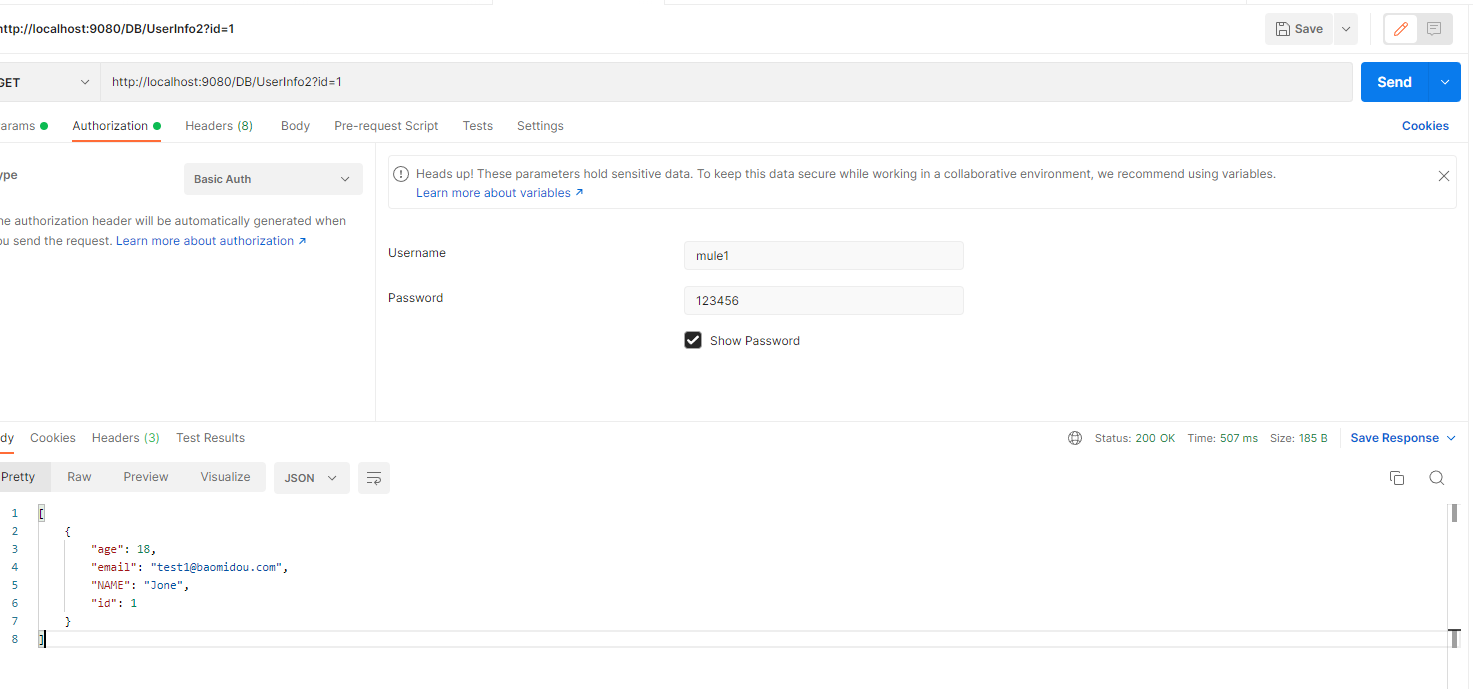 http://localhost:9080/DB/UserInfo2?id=1
Save
GET
http://localhost:9080/DB/UserInfo2?id=1
Send
arams
Authorization
Headers (8)
Body
Pre-request Script
Tests
Settings
Cookies
ype
Basic Auth
Heads up! These parameters hold sensitive data. To keep this data secure while working in a collaborative environment, we recommend using variables.
Learn more about variables ↗
he authorization header will be automatically generated when
ou send the request. Learn more about authorization ↗
Username
mule1
Password
123456
Show Password
dy
Cookies
Headers (3)
Test Results
Status: 200 OK
Time: 507 ms
Size: 185 B
Save Response
Pretty
Raw
Preview
Visualize
JSON
1 [
2 {
3 "age": 18,
4 "email": "test1@baomidou.com",
5 "NAME": "Jone",
6 "id": 1
7 }
8 ]